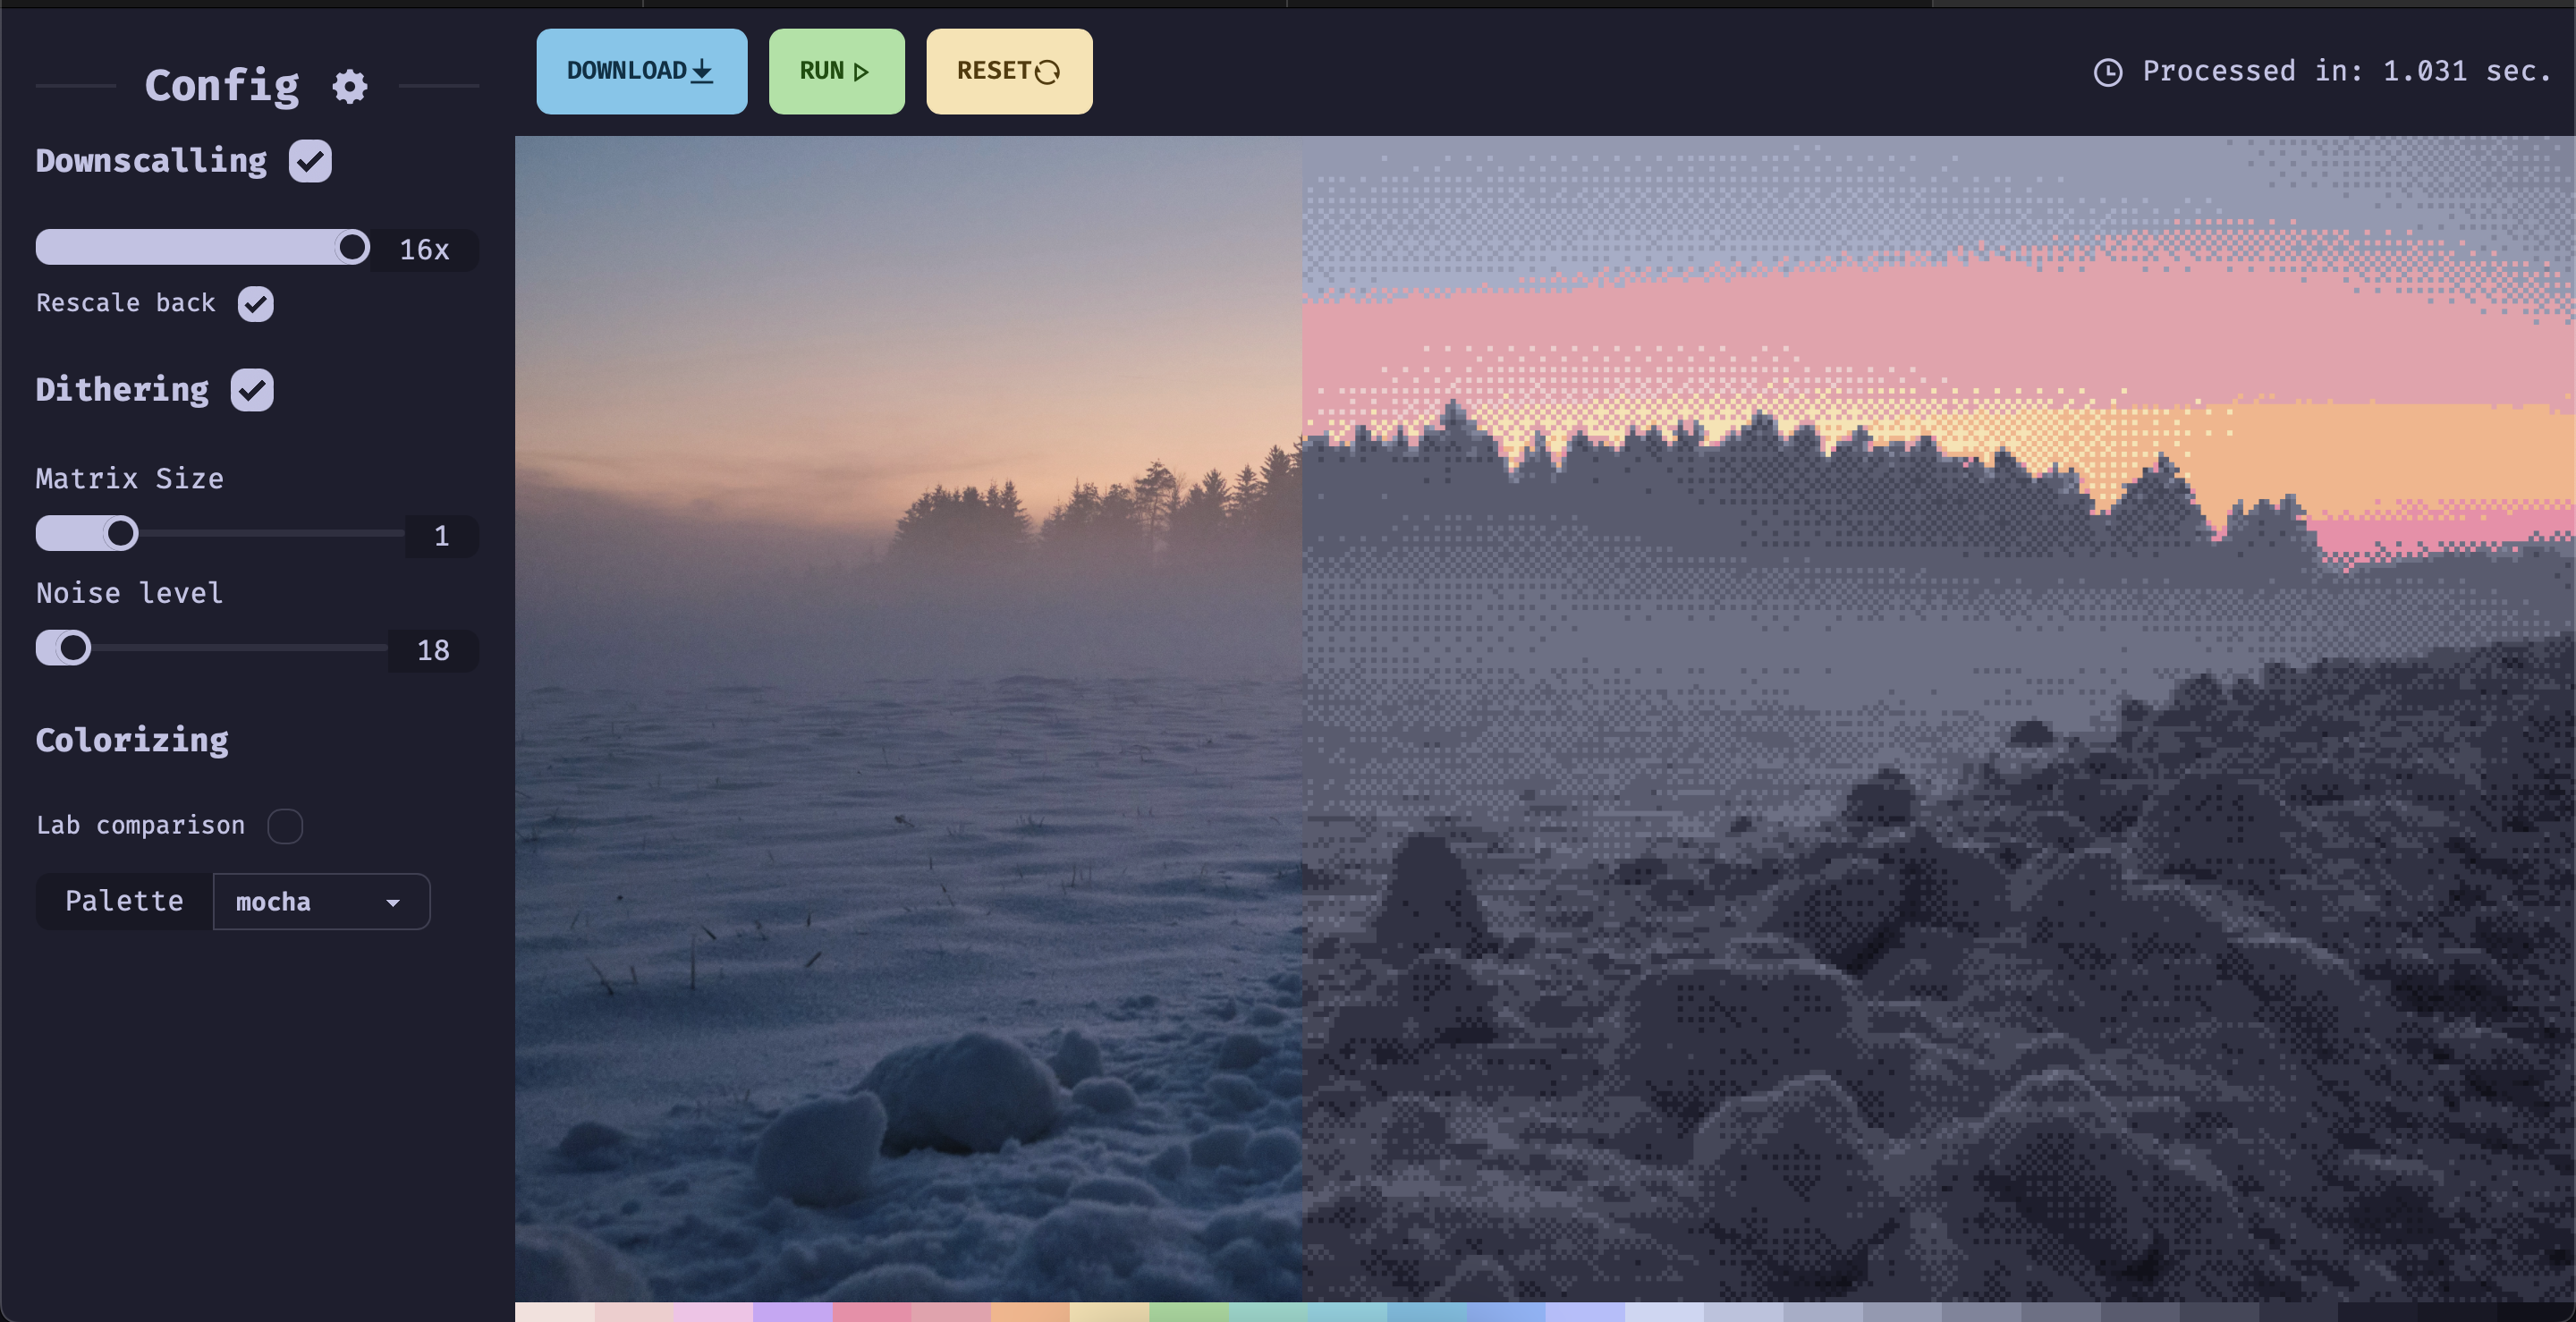 Config
DOWNLOAD
RUN
RESET
Processed in: 1.031 sec.
Downscalling
16x
Rescale back
Dithering
Matrix Size
1
Noise level
18
Colorizing
Lab comparison
Palette
mocha